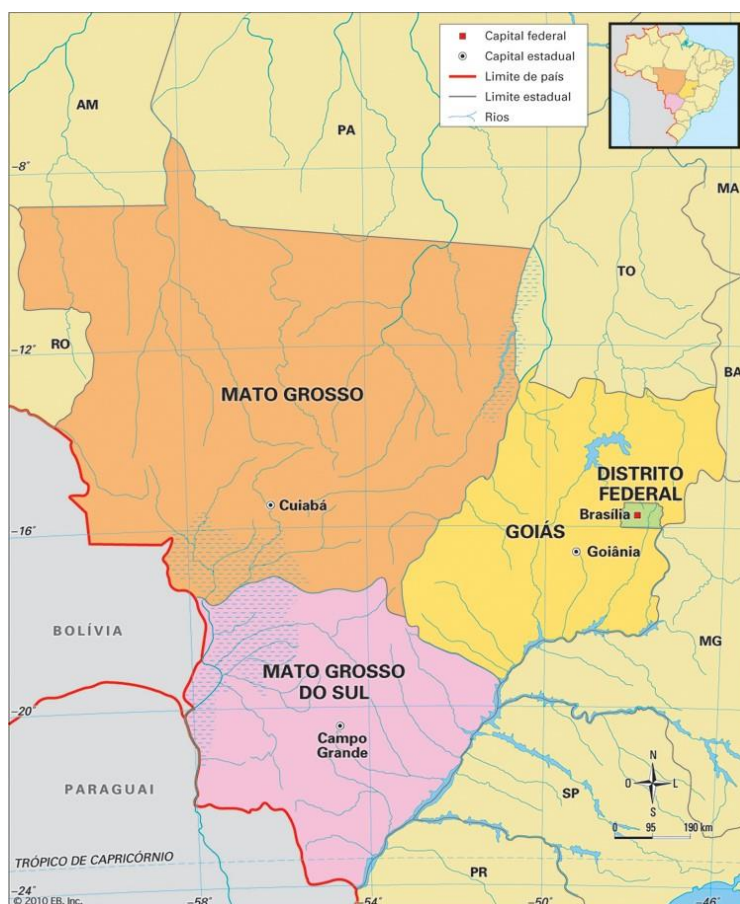 Capital federal
Capital estadual
Limite de país
Limite estadual
Rios
AM
PA
-8°
MA
TO
RO
-12°
BA
MATO GROSSO
DISTRITO
FEDERAL
Cuiabá
Brasília
-16°
GOIÁS
Goiânia
BOLÍVIA
MG
MATO GROSSO
DO SUL
-20°
Campo
Grande
PARAGUAI
N
O
L
S
SP
0 95 190 km
TRÓPICO DE CAPRICÓRNIO
PR
-24°
© 2010 EB, Inc.
-58
-54
-50
-46